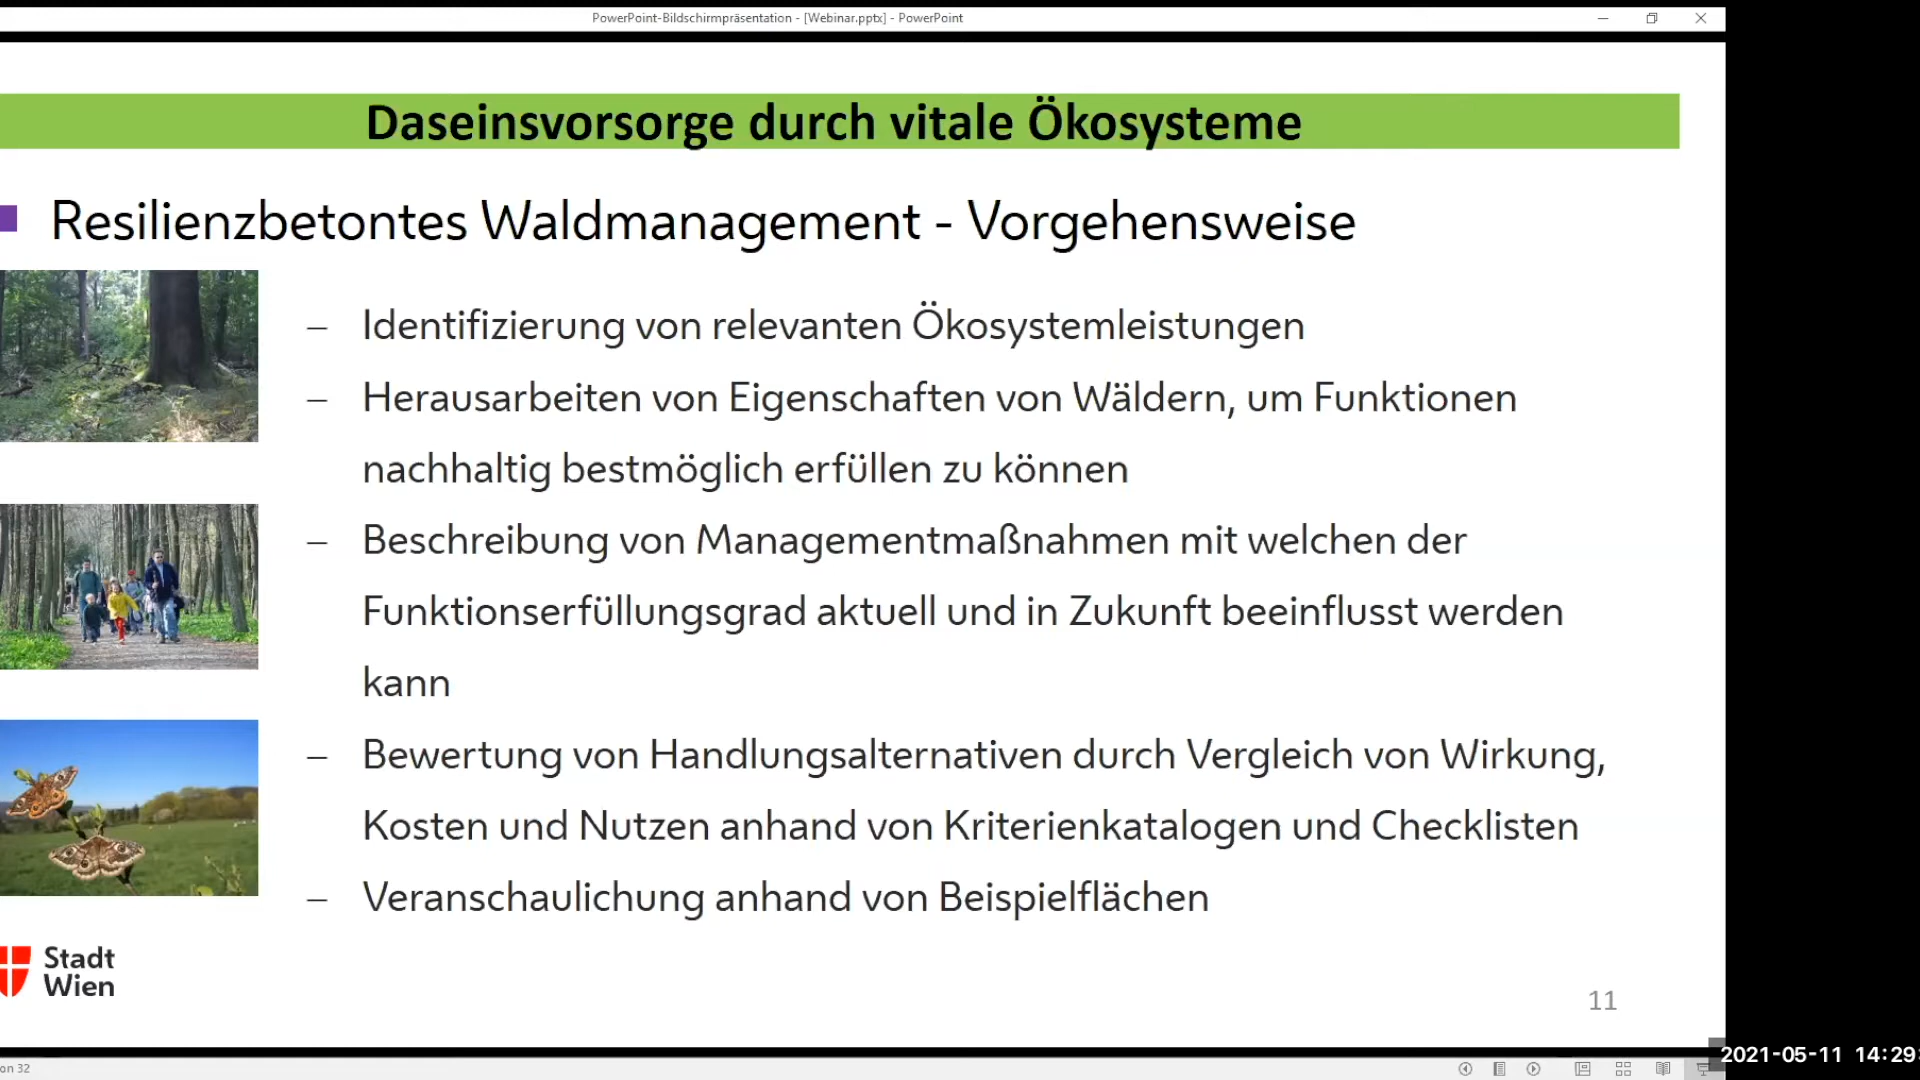 PowerPoint-Bildschirmpräsentation - [Webinar.pptx] - PowerPoint
Daseinsvorsorge durch vitale Ökosysteme
Resilienzbetontes Waldmanagement - Vorgehensweise
– Identifizierung von relevanten Ökosystemleistungen
– Herausarbeiten von Eigenschaften von Wäldern, um Funktionen
nachhaltig bestmöglich erfüllen zu können
– Beschreibung von Managementmaßnahmen mit welchen der
Funktionserfüllungsgrad aktuell und in Zukunft beeinflusst werden
kann
– Bewertung von Handlungsalternativen durch Vergleich von Wirkung,
Kosten und Nutzen anhand von Kriterienkatalogen und Checklisten
– Veranschaulichung anhand von Beispielflächen
Stadt
Wien
11
on 32
2021-05-11 14:29: